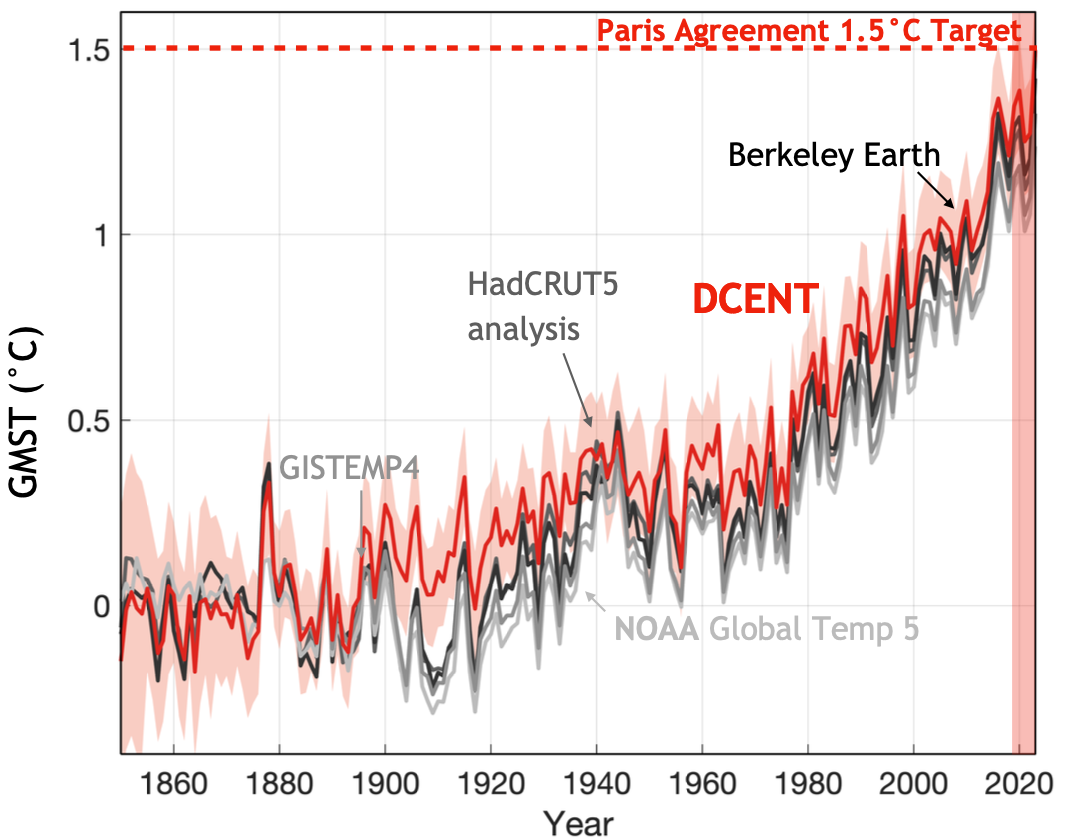 Paris Agreement 1.5°C Target
1.5
Berkeley Earth
1
HadCRUT5
analysis
DCENT
GMST (°C)
0.5
GISTEMP4
0
NOAA Global Temp 5
1860 1880 1900 1920 1940 1960 1980 2000 2020
Year